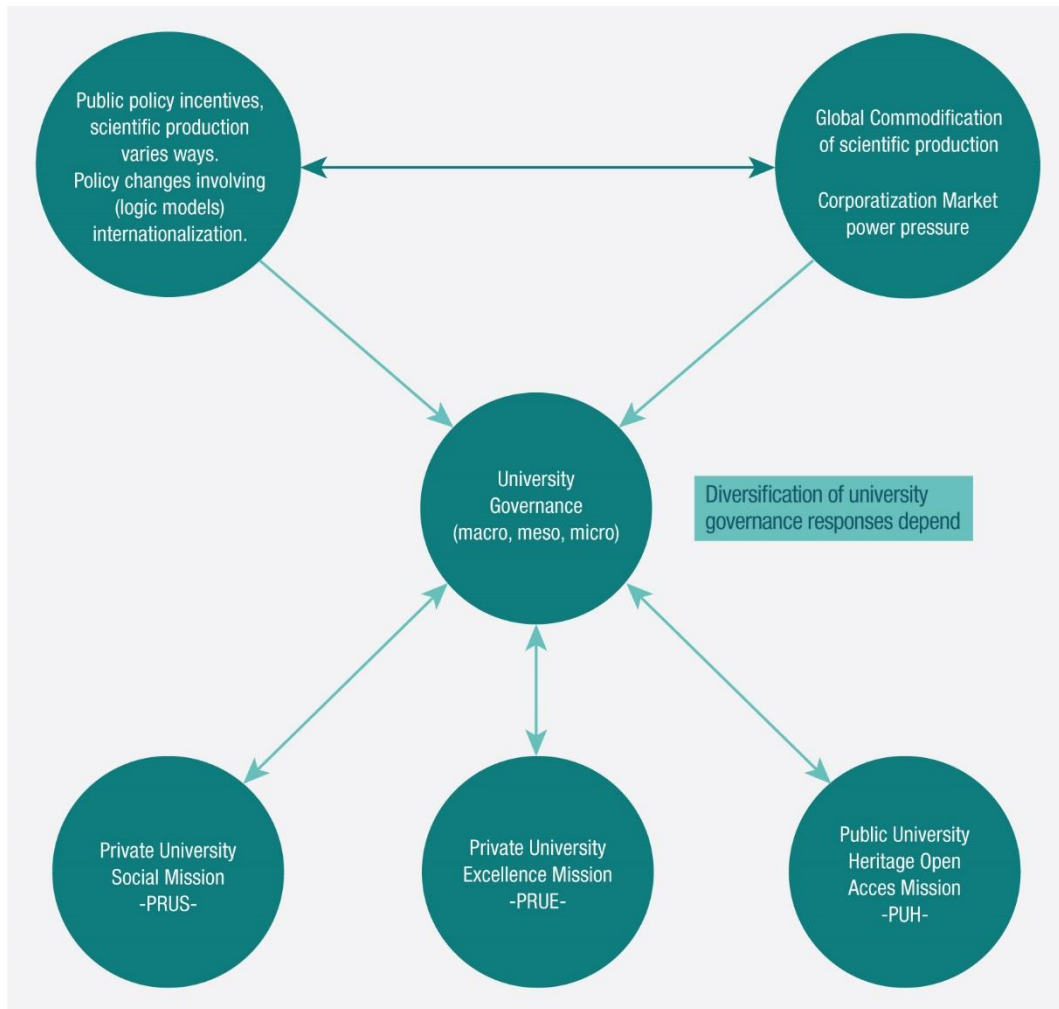 Public policy incentives,
scientific production
varies ways.
Policy changes involving
(logic models)
internationalization.
Global Commodification
of scientific production
Corporatization Market
power pressure
University
Governance
(macro, meso, micro)
Diversification of university
governance responses depend
Private University
Social Mission
-PRUS-
Private University
Excellence Mission
-PRUE-
Public University
Heritage Open
Acces Mission
-PUH-